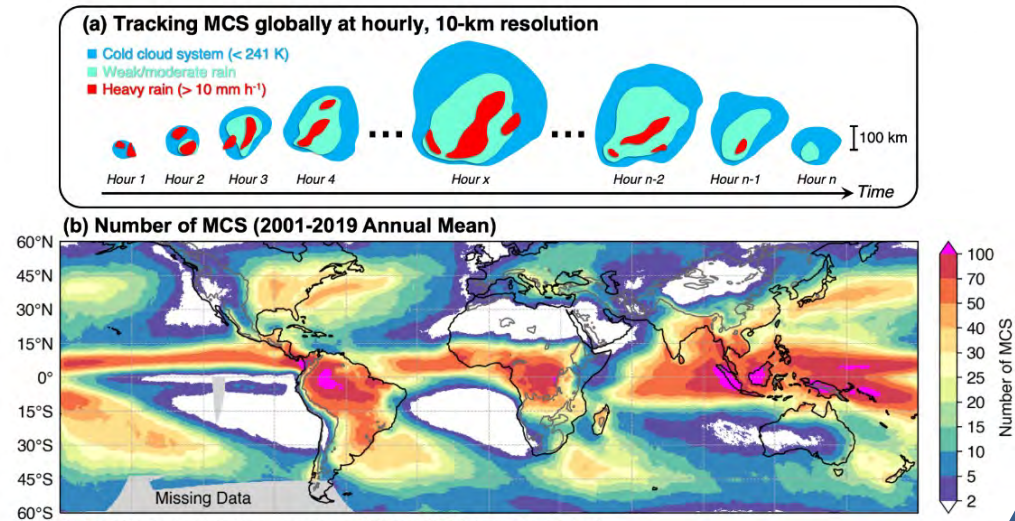 (a) Tracking MCS globally at hourly, 10-km resolution
Cold cloud system (< 241 K)
Weak/moderate rain
Heavy rain (> 10 mm h⁻¹)
100 km
Hour 1 Hour 2 Hour 3 Hour 4 Hour x Hour n-2 Hour n-1 Hour n
Time
(b) Number of MCS (2001-2019 Annual Mean)
60°N
45°N
30°N
15°N
0°
15°S
30°S
45°S
60°S
Missing Data
100
70
50
40
30
25
20
15
10
5
2
Number of MCS